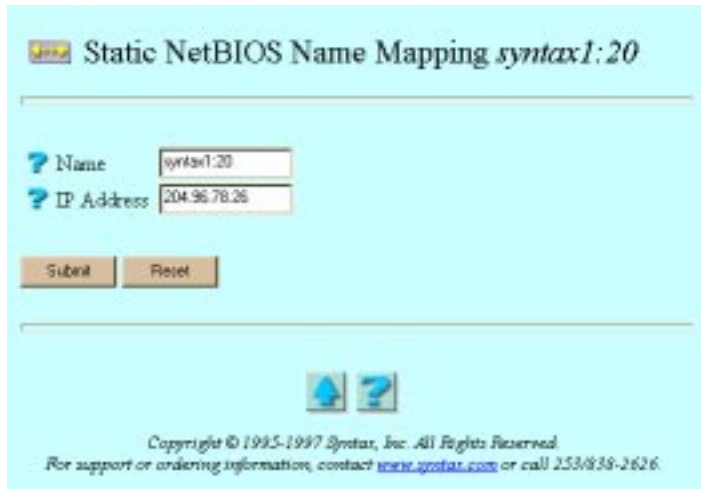 Static NetBIOS Name Mapping syntax1:20
Name syntax1:20
IP Address 204.96.78.26
Submit Reset
Copyright © 1995-1997 Syntax, Inc. All Rights Reserved.
For support or ordering information, contact www.syntax.com or call 253/838-2626.